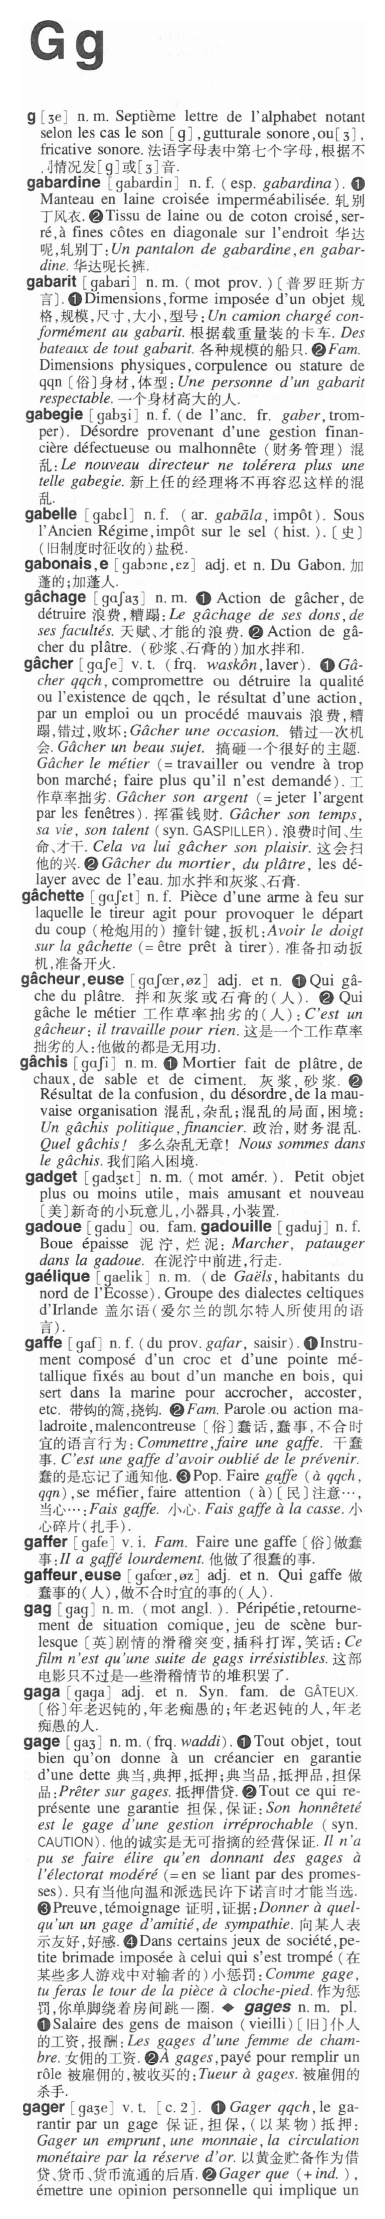 G g
g [ʒe] n. m. Septième lettre de l'alphabet notant
selon les cas le son [g], gutturale sonore, ou [ʒ],
fricative sonore. 法语字母表中第七个字母,根据不
情况发[g]或[ʒ]音.
gabardine [gabardin] n. f. (esp. gabardina). ❶
Manteau en laine croisée imperméabilisée. 轧别
丁风衣. ❷ Tissu de laine ou de coton croisé, ser-
ré, à fines côtes en diagonale sur l'endroit 华达
呢,轧别丁: Un pantalon de gabardine, en gabar-
dine. 华达呢长裤.
gabarit [gabari] n. m. (mot prov.) [普罗旺斯方
言]. ❶ Dimensions, forme imposée d'un objet 规
格,规模,尺寸,大小,型号: Un camion chargé con-
formément au gabarit. 根据载重量装的卡车. Des
bateaux de tout gabarit. 各种规模的船只. ❷ Fam.
Dimensions physiques, corpulence ou stature de
qqn [俗]身材,体型: Une personne d'un gabarit
respectable. 一个身材高大的人.
gabegie [gabʒi] n. f. (de l'anc. fr. gaber, trom-
per). Désordre provenant d'une gestion finan-
cière défectueuse ou malhonnête (财务管理) 混
乱: Le nouveau directeur ne tolérera plus une
telle gabegie. 新上任的经理将不再容忍这样的混
乱.
gabelle [gabɛl] n. f. (ar. gabāla, impôt). Sous
l'Ancien Régime, impôt sur le sel (hist.). [史]
(旧制度时征收的)盐税.
gabonais, e [gabɔnɛ, ɛz] adj. et n. Du Gabon. 加
蓬的;加蓬人.
gâchage [gɑʃaʒ] n. m. ❶ Action de gâcher, de
détruire 浪费,糟蹋: Le gâchage de ses dons, de
ses facultés. 天赋、才能的浪费. ❷ Action de gâ-
cher du plâtre. (砂浆、石膏的)加水拌和.
gâcher [gɑʃe] v. t. (frq. waskôn, laver). ❶ Gâ-
cher qqch, compromettre ou détruire la qualité
ou l'existence de qqch, le résultat d'une action,
par un emploi ou un procédé mauvais 浪费,糟
蹋,错过,败坏: Gâcher une occasion. 错过一次机
会. Gâcher un beau sujet. 搞砸一个很好的主题.
Gâcher le métier (= travailler ou vendre à trop
bon marché; faire plus qu'il n'est demandé). 工
作草率拙劣. Gâcher son argent (= jeter l'argent
par les fenêtres). 挥霍钱财. Gâcher son temps,
sa vie, son talent (syn. GASPILLER). 浪费时间、生
命、才干. Cela va lui gâcher son plaisir. 这会扫
他的兴. ❷ Gâcher du mortier, du plâtre, les dé-
layer avec de l'eau. 加水拌和灰浆、石膏.
gâchette [gɑʃɛt] n. f. Pièce d'une arme à feu sur
laquelle le tireur agit pour provoquer le départ
du coup (枪炮用的) 撞针键,扳机: Avoir le doigt
sur la gâchette (= être prêt à tirer). 准备扣动扳
机,准备开火.
gâcheur, euse [gɑʃœr, øz] adj. et n. ❶ Qui gâ-
che du plâtre. 拌和灰浆或石膏的(人). ❷ Qui
gâche le métier 工作草率拙劣的(人): C'est un
gâcheur; il travaille pour rien. 这是一个工作草率
拙劣的人;他做的都是无用功.
gâchis [gɑʃi] n. m. ❶ Mortier fait de plâtre, de
chaux, de sable et de ciment. 灰浆,砂浆. ❷
Résultat de la confusion, du désordre, de la mau-
vaise organisation 混乱,杂乱;混乱的局面,困境:
Un gâchis politique, financier. 政治,财务混乱.
Quel gâchis! 多么杂乱无章! Nous sommes dans
le gâchis. 我们陷入困境.
gadget [gadʒɛt] n. m. (mot amér.). Petit objet
plus ou moins utile, mais amusant et nouveau
[美]新奇的小玩意儿,小器具,小装置.
gadoue [gadu] ou. fam. gadouille [gaduj] n. f.
Boue épaisse 泥泞,烂泥: Marcher, patauger
dans la gadoue. 在泥泞中前进,行走.
gaélique [gaelik] n. m. (de Gaëls, habitants du
nord de l'Écosse). Groupe des dialectes celtiques
d'Irlande 盖尔语(爱尔兰的凯尔特人所使用的语
言).
gaffe [gaf] n. f. (du prov. gafar, saisir). ❶ Instru-
ment composé d'un croc et d'une pointe mé-
tallique fixés au bout d'un manche en bois, qui
sert dans la marine pour accrocher, accoster,
etc. 带钩的篙,挠钩. ❷ Fam. Parole ou action ma-
ladroite, malencontreuse [俗]蠢话,蠢事,不合时
宜的语言行为: Commettre, faire une gaffe. 干蠢
事. C'est une gaffe d'avoir oublié de le prévenir.
蠢的是忘记了通知他. ❸ Pop. Faire gaffe (à qqch,
qqn), se méfier, faire attention (à) [民]注意…,
当心…: Fais gaffe. 小心. Fais gaffe à la casse. 小
心碎片(扎手).
gaffer [gafe] v. i. Fam. Faire une gaffe [俗]做蠢
事: Il a gaffé lourdement. 他做了很蠢的事.
gaffeur, euse [gafœr, øz] adj. et n. Qui gaffe 做
蠢事的(人),做不合时宜的事的(人).
gag [gag] n. m. (mot angl.). Péripétie, retourne-
ment de situation comique, jeu de scène bur-
lesque [英]剧情的滑稽突变,插科打诨,笑话: Ce
film n'est qu'une suite de gags irrésistibles. 这部
电影只不过是一些滑稽情节的堆积罢了.
gaga [gaga] adj. et n. Syn. fam. de GÂTEUX.
[俗]年老迟钝的,年老痴愚的;年老迟钝的人,年老
痴愚的人.
gage [gaʒ] n. m. (frq. waddi). ❶ Tout objet, tout
bien qu'on donne à un créancier en garantie
d'une dette 典当,典押,抵押;典当品,抵押品,担保
品: Prêter sur gages. 抵押借贷. ❷ Tout ce qui re-
présente une garantie 担保,保证: Son honnêteté
est le gage d'une gestion irréprochable (syn.
CAUTION). 他的诚实是无可指摘的经营保证. Il n'a
pu se faire élire qu'en donnant des gages à
l'électorat modéré (= en se liant par des promes-
ses). 只有当他向温和派选民许下诺言时才能当选.
❸ Preuve, témoignage 证明,证据: Donner à quel-
qu'un un gage d'amitié, de sympathie. 向某人表
示友好,好感. ❹ Dans certains jeux de société, pe-
tite brimade imposée à celui qui s'est trompé (在
某些多人游戏中对输者的)小惩罚: Comme gage,
tu feras le tour de la pièce à cloche-pied. 作为惩
罚,你单脚绕着房间跳一圈. ◆ gages n. m. pl.
❶ Salaire des gens de maison (vieilli) [旧]仆人
的工资,报酬: Les gages d'une femme de cham-
bre. 女佣的工资. ❷ À gages, payé pour remplir un
rôle 被雇佣的,被收买的: Tueur à gages. 被雇佣的
杀手.
gager [gaʒe] v. t. [c. 2]. ❶ Gager qqch, le ga-
rantir par un gage 保证,担保,(以某物)抵押:
Gager un emprunt, une monnaie, la circulation
monétaire par la réserve d'or. 以黄金贮备作为借
贷、货币、货币流通的后盾. ❷ Gager que (+ ind.),
émettre une opinion personnelle qui implique un